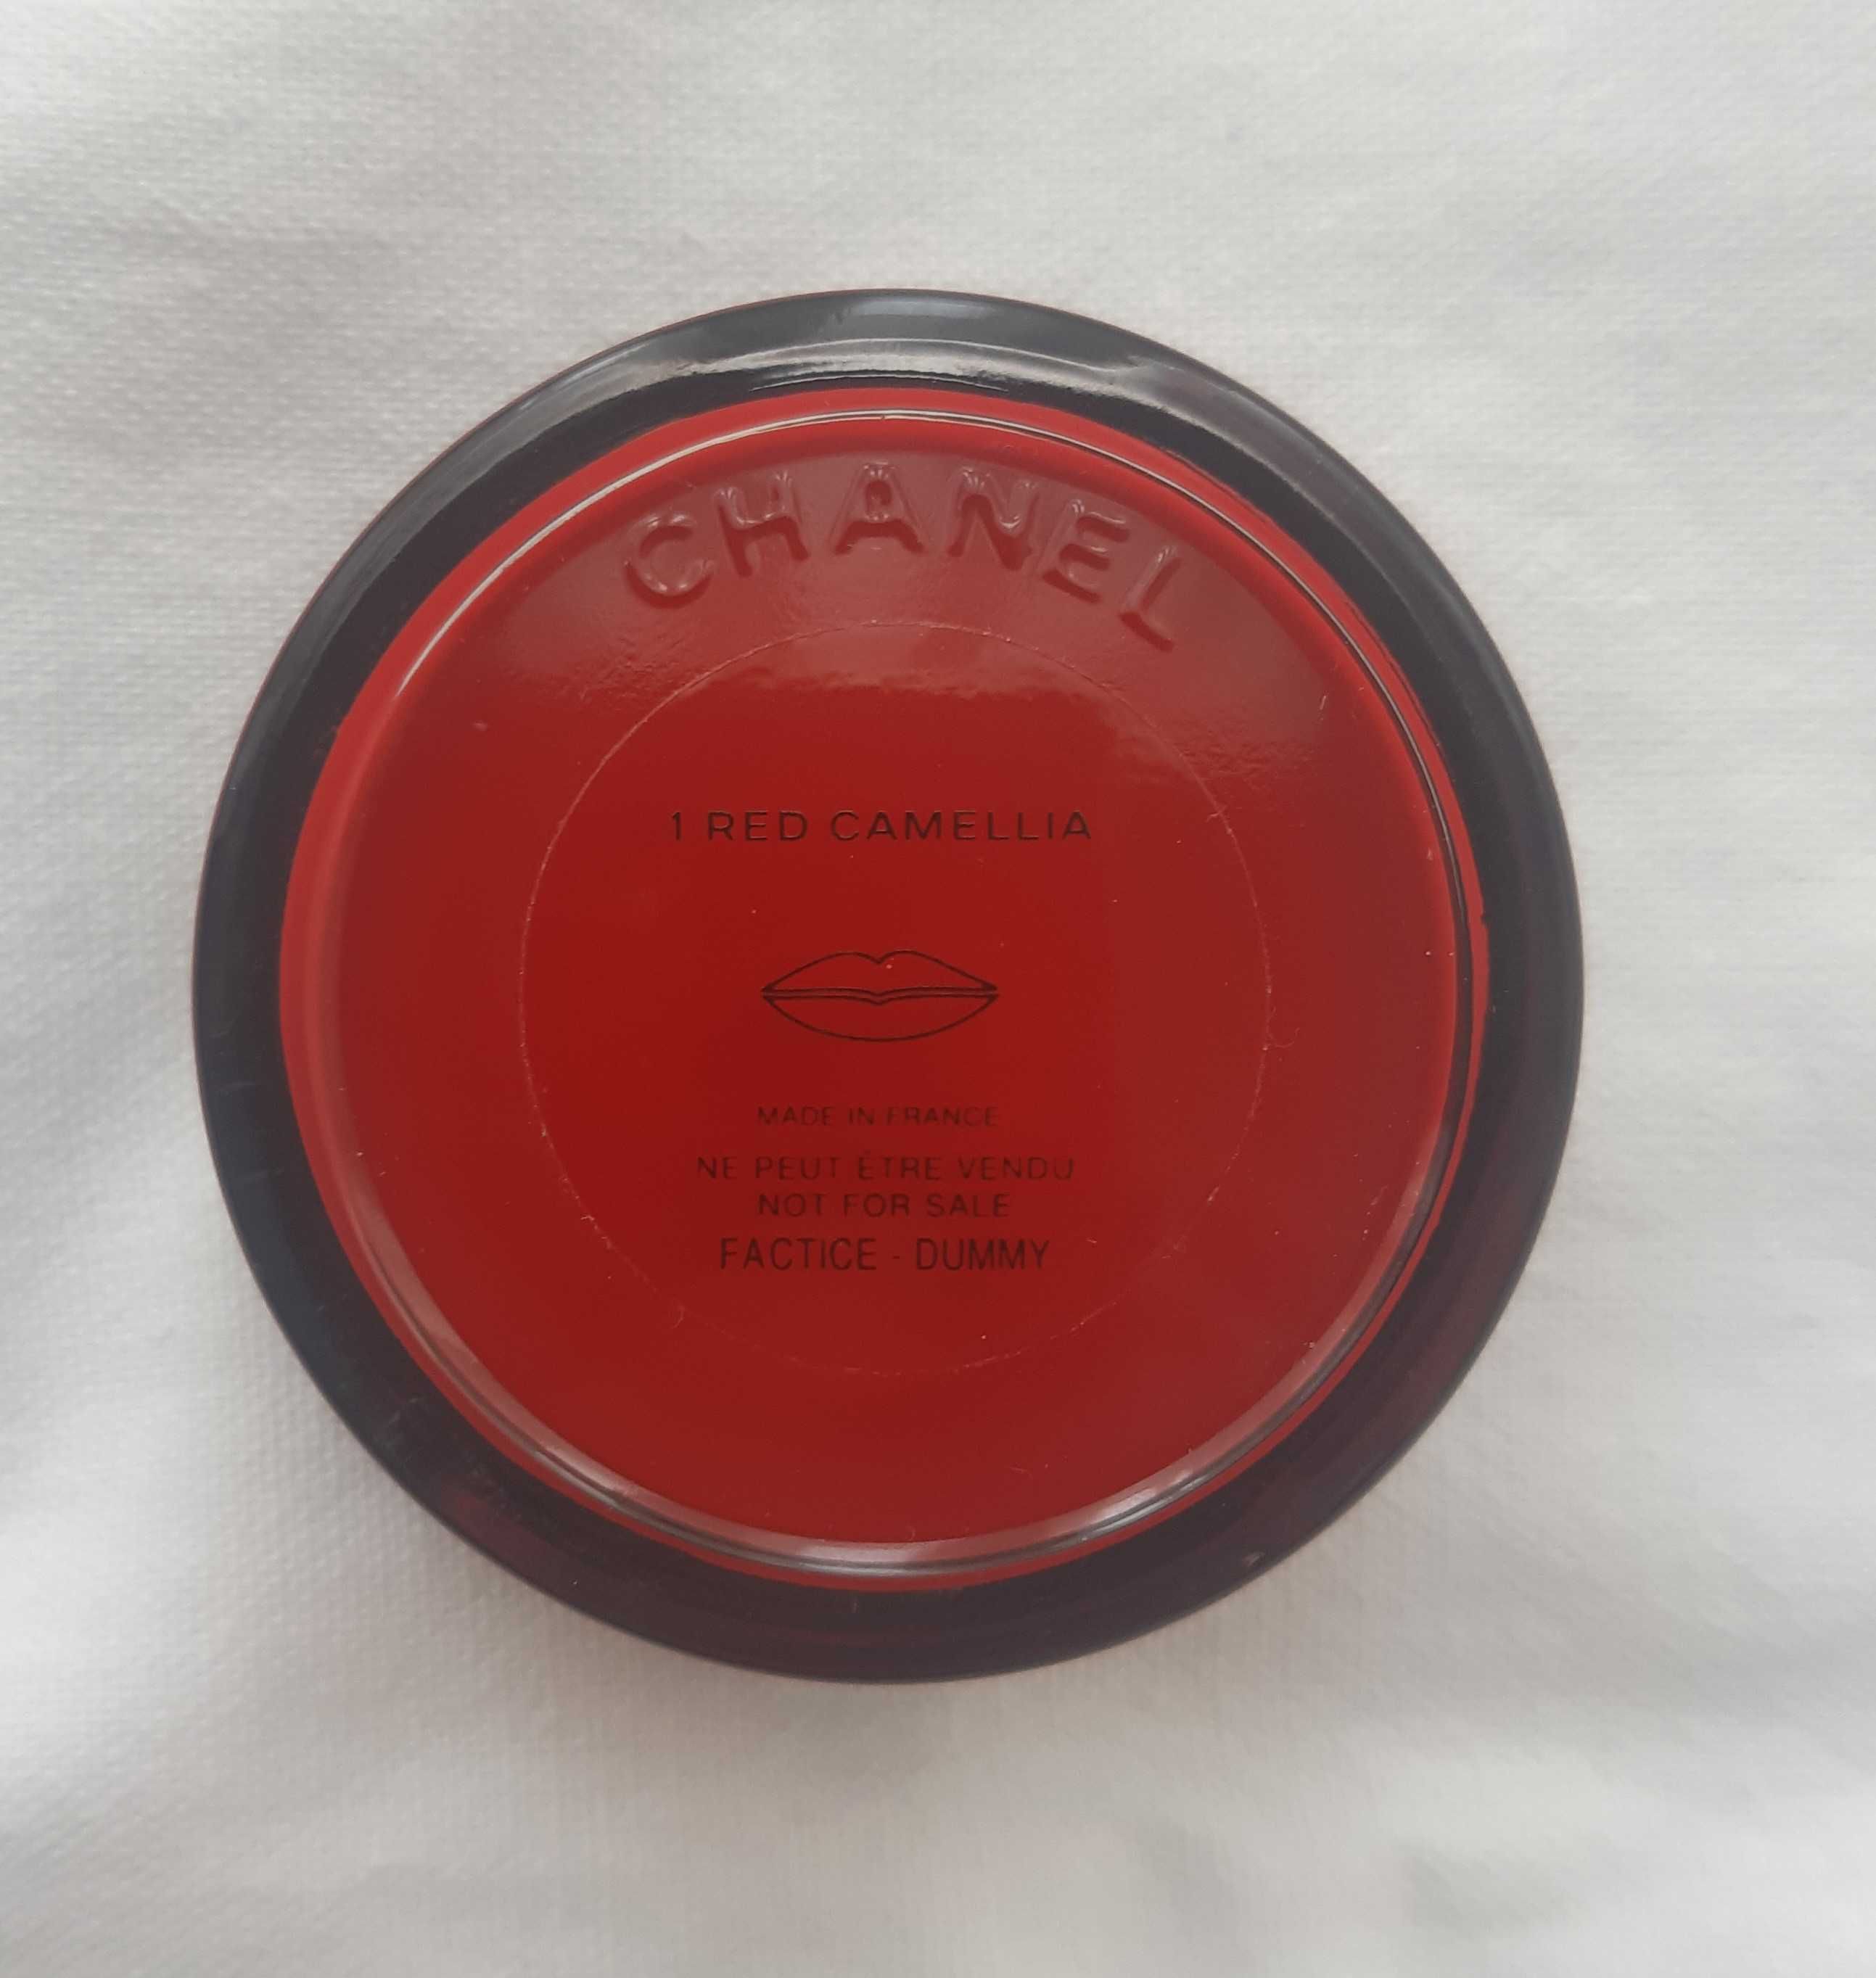 CHANEL
1 RED CAMELLIA
MADE IN FRANCE
NE PEUT ÊTRE VENDU
NOT FOR SALE
FACTICE - DUMMY